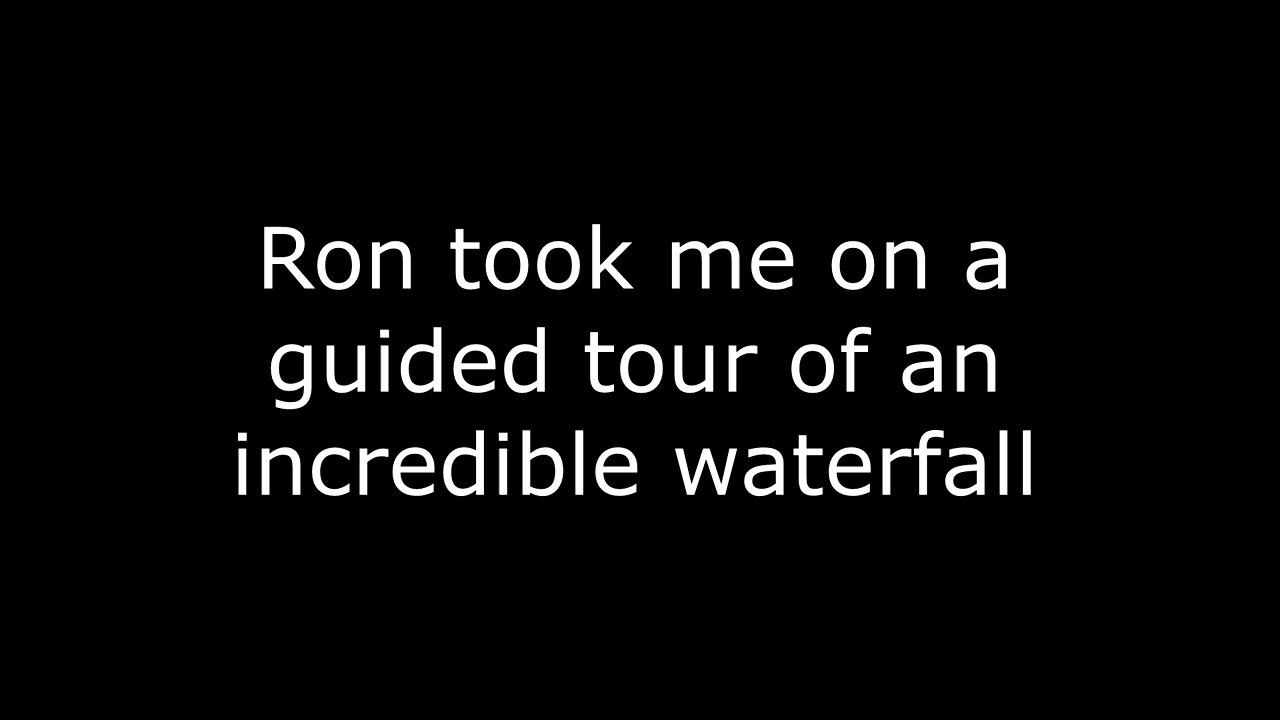 Ron took me on a
guided tour of an
incredible waterfall